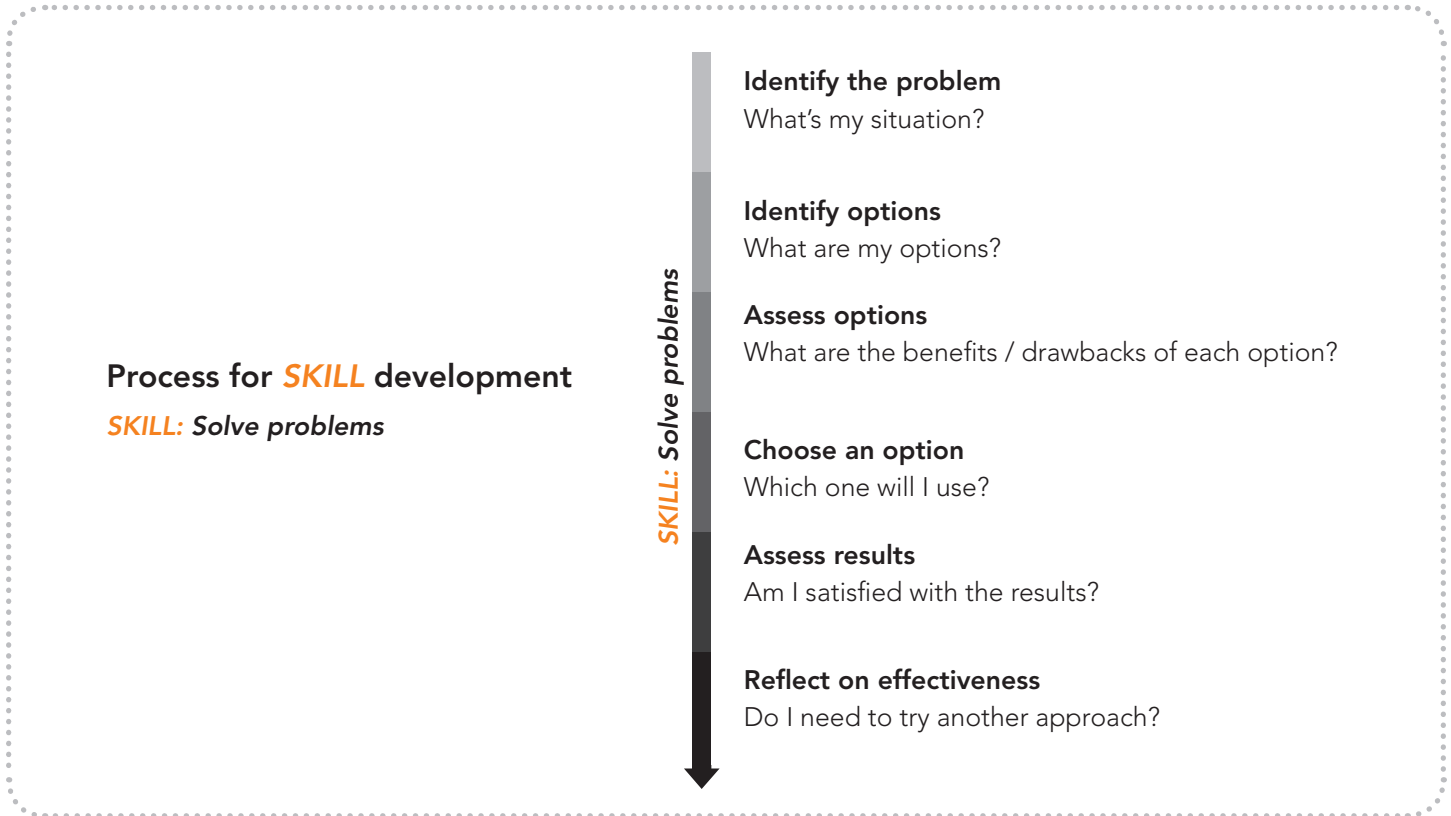 Process for SKILL development
SKILL: Solve problems
SKILL: Solve problems
Identify the problem
What's my situation?
Identify options
What are my options?
Assess options
What are the benefits / drawbacks of each option?
Choose an option
Which one will I use?
Assess results
Am I satisfied with the results?
Reflect on effectiveness
Do I need to try another approach?